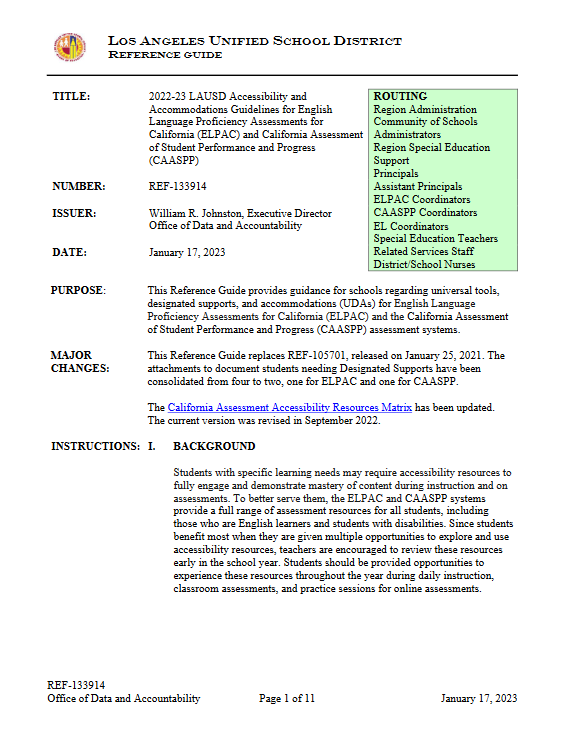 LOS ANGELES UNIFIED SCHOOL DISTRICT
REFERENCE GUIDE
TITLE: 2022-23 LAUSD Accessibility and
Accommodations Guidelines for English
Language Proficiency Assessments for
California (ELPAC) and California Assessment
of Student Performance and Progress
(CAASPP)
NUMBER: REF-133914
ISSUER: William R. Johnston, Executive Director
Office of Data and Accountability
DATE: January 17, 2023
ROUTING
Region Administration
Community of Schools
Administrators
Region Special Education
Support
Principals
Assistant Principals
ELPAC Coordinators
CAASPP Coordinators
EL Coordinators
Special Education Teachers
Related Services Staff
District/School Nurses
PURPOSE: This Reference Guide provides guidance for schools regarding universal tools,
designated supports, and accommodations (UDAs) for English Language
Proficiency Assessments for California (ELPAC) and the California Assessment
of Student Performance and Progress (CAASPP) assessment systems.
MAJOR This Reference Guide replaces REF-105701, released on January 25, 2021. The
CHANGES: attachments to document students needing Designated Supports have been
consolidated from four to two, one for ELPAC and one for CAASPP.
The California Assessment Accessibility Resources Matrix has been updated.
The current version was revised in September 2022.
INSTRUCTIONS: I. BACKGROUND
Students with specific learning needs may require accessibility resources to
fully engage and demonstrate mastery of content during instruction and on
assessments. To better serve them, the ELPAC and CAASPP systems
provide a full range of assessment resources for all students, including
those who are English learners and students with disabilities. Since students
benefit most when they are given multiple opportunities to explore and use
accessibility resources, teachers are encouraged to review these resources
early in the school year. Students should be provided opportunities to
experience these resources throughout the year during daily instruction,
classroom assessments, and practice sessions for online assessments.
REF-133914
Office of Data and Accountability Page 1 of 11 January 17, 2023